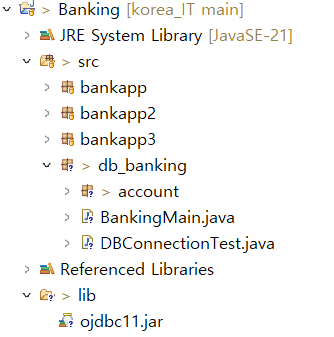 > Banking [korea_IT main]
JRE System Library [JavaSE-21]
> src
bankapp
bankapp2
bankapp3
> db_banking
> account
BankingMain.java
> DBConnectionTest.java
Referenced Libraries
> lib
ojdbc11.jar